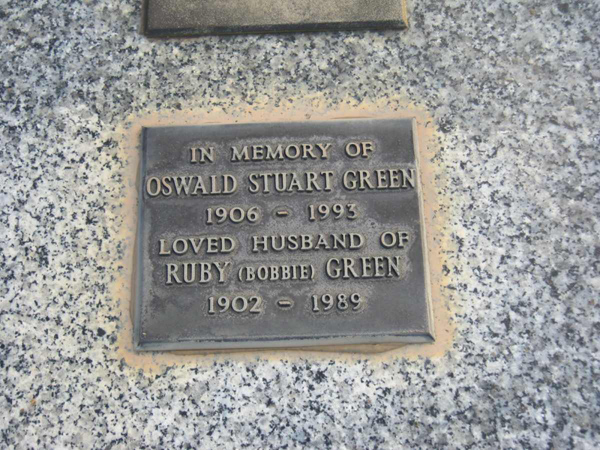 IN MEMORY OF
OSWALD STUART GREEN
1906 - 1993
LOVED HUSBAND OF
RUBY (BOBBIE) GREEN
1902 - 1989